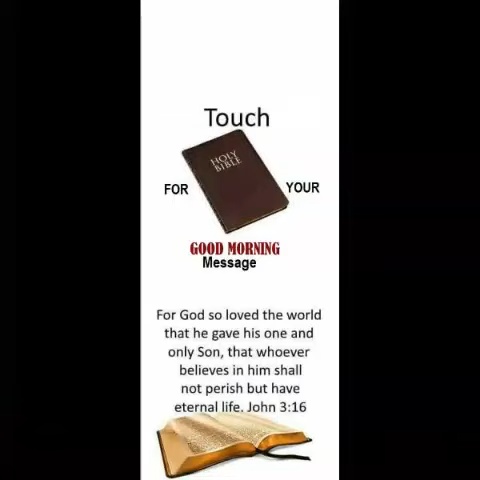 Touch
HOLY
BIBLE
FOR YOUR
GOOD MORNING
Message
For God so loved the world
that he gave his one and
only Son, that whoever
believes in him shall
not perish but have
eternal life. John 3:16